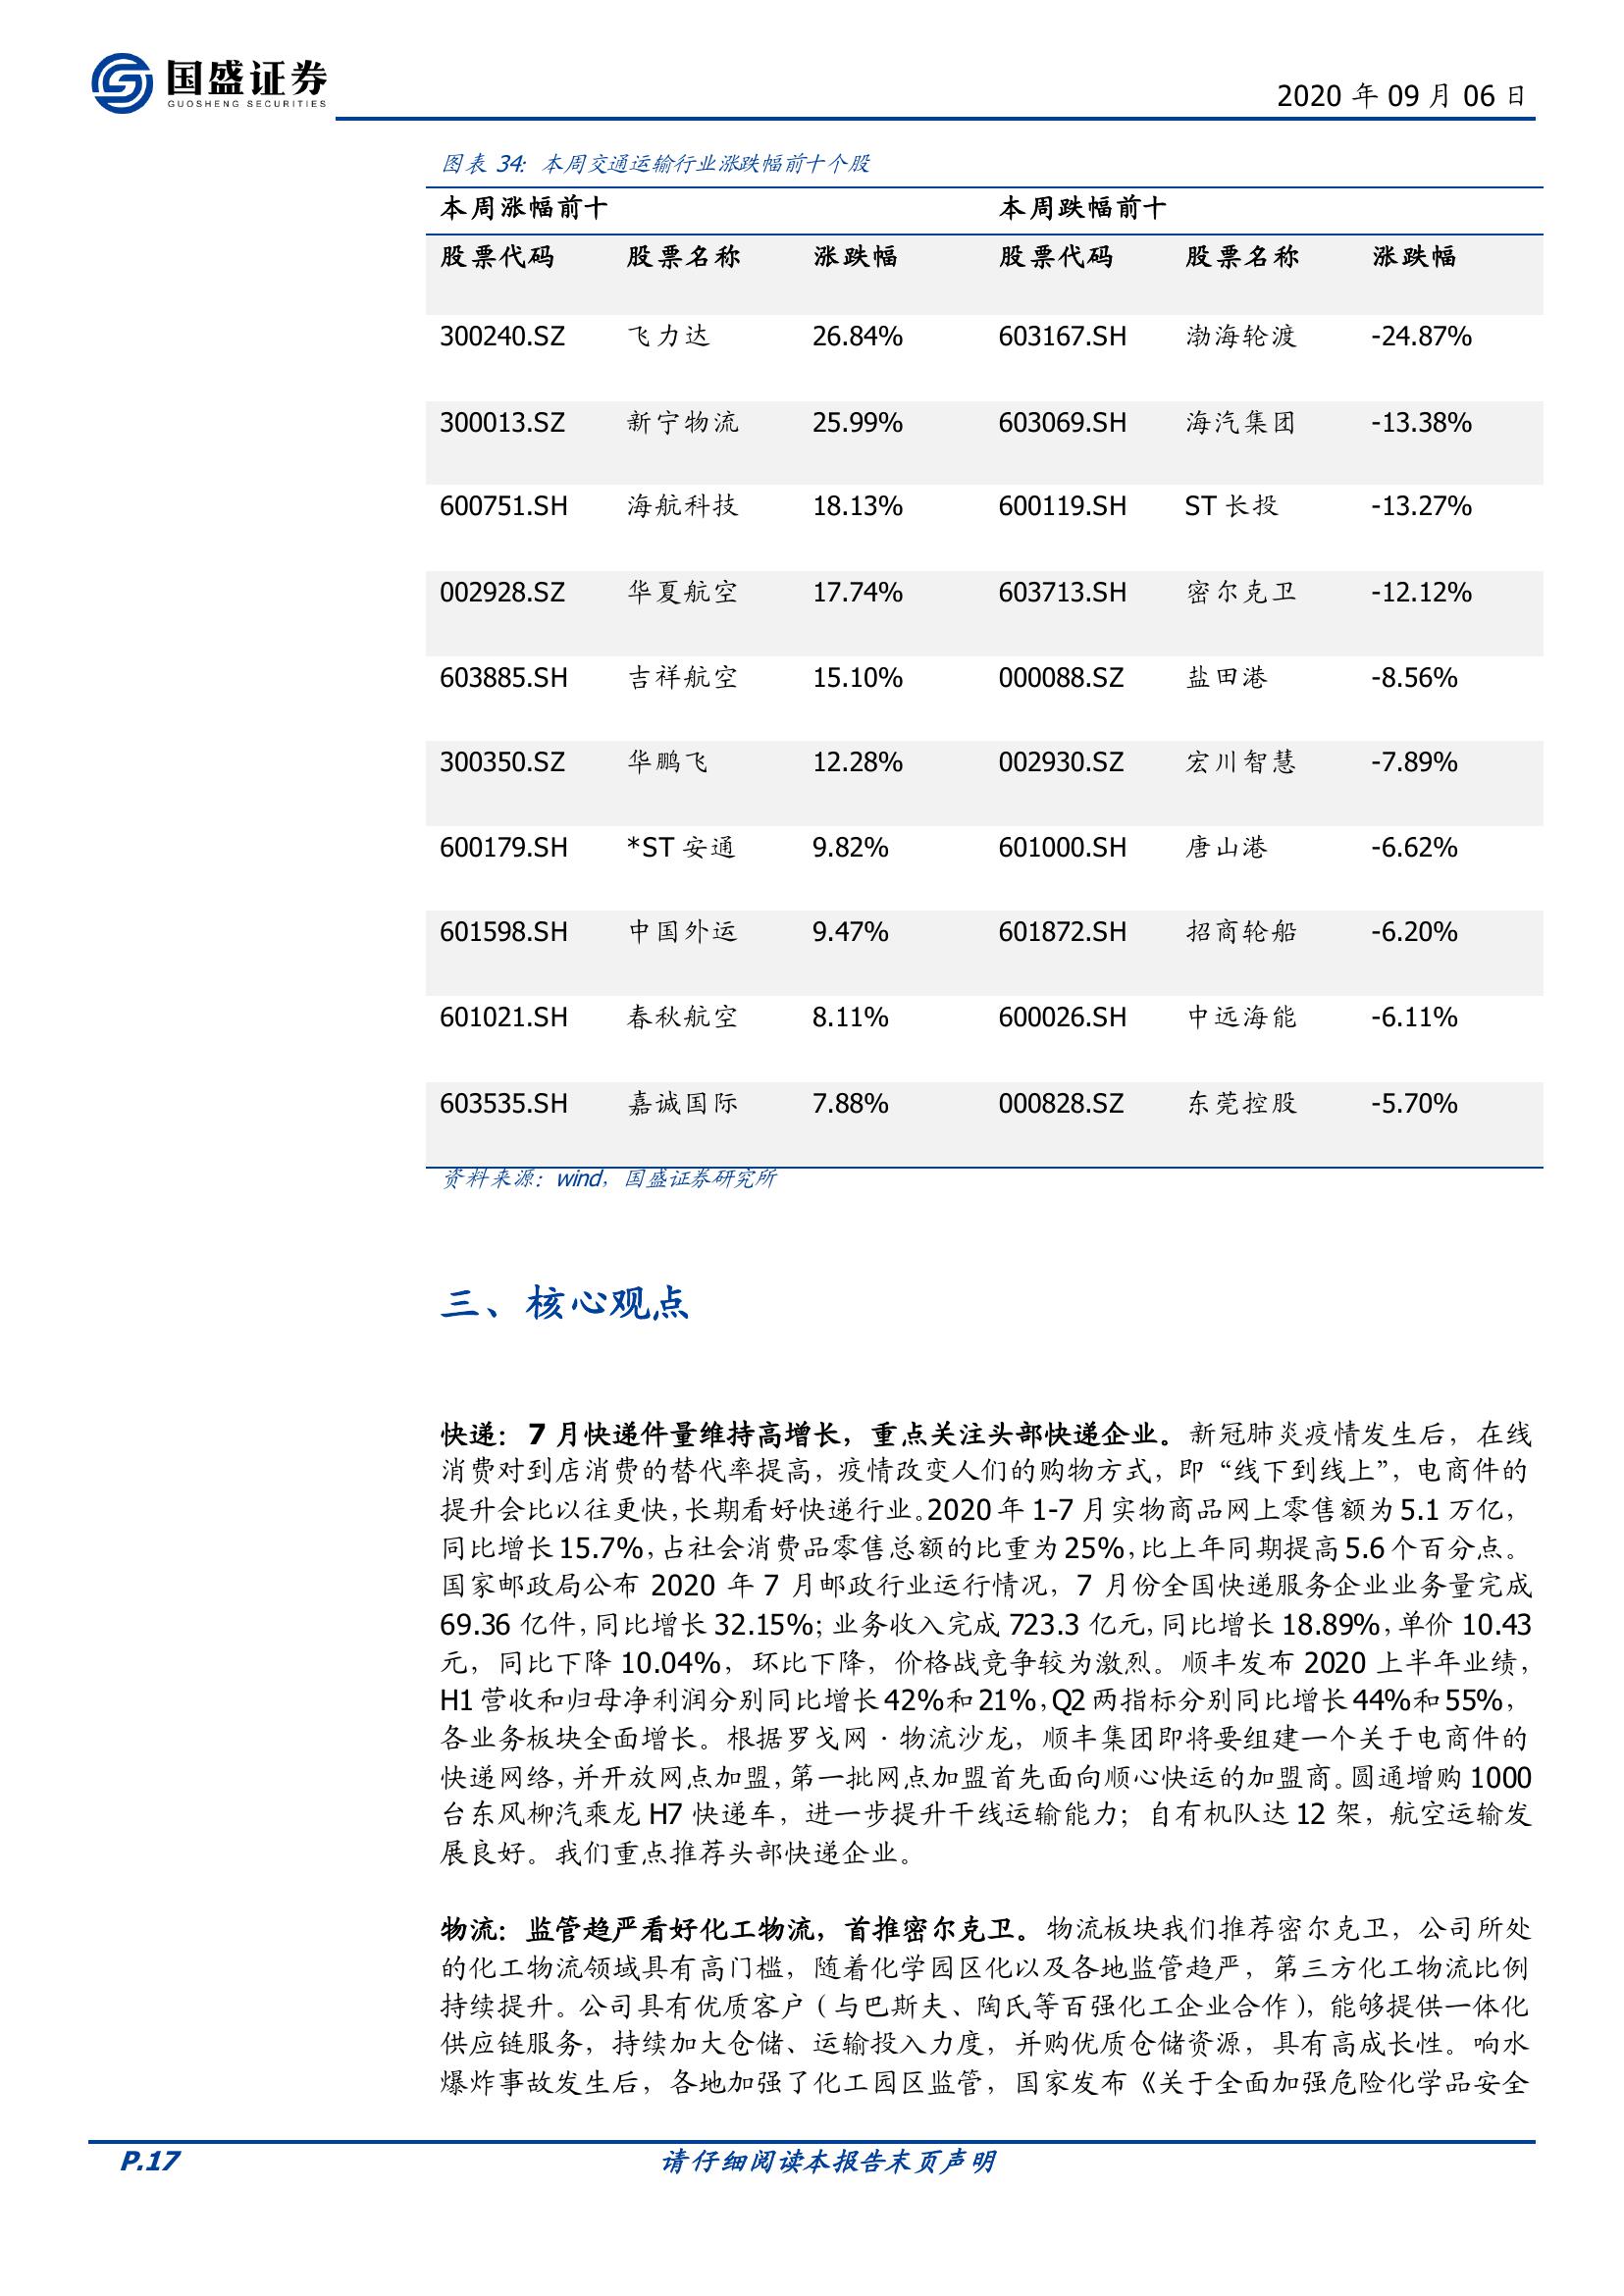 国盛证券
GUOSHENG SECURITIES
2020 年 09 月 06 日
图表 34: 本周交通运输行业涨跌幅前十个股
本周涨幅前十 本周跌幅前十
股票代码 股票名称 涨跌幅 股票代码 股票名称 涨跌幅
300240.SZ 飞力达 26.84% 603167.SH 渤海轮渡 -24.87%
300013.SZ 新宁物流 25.99% 603069.SH 海汽集团 -13.38%
600751.SH 海航科技 18.13% 600119.SH ST 长投 -13.27%
002928.SZ 华夏航空 17.74% 603713.SH 密尔克卫 -12.12%
603885.SH 吉祥航空 15.10% 000088.SZ 盐田港 -8.56%
300350.SZ 华鹏飞 12.28% 002930.SZ 宏川智慧 -7.89%
600179.SH *ST 安通 9.82% 601000.SH 唐山港 -6.62%
601598.SH 中国外运 9.47% 601872.SH 招商轮船 -6.20%
601021.SH 春秋航空 8.11% 600026.SH 中远海能 -6.11%
603535.SH 嘉诚国际 7.88% 000828.SZ 东莞控股 -5.70%
资料来源：wind，国盛证券研究所
三、核心观点
快递：7 月快递件量维持高增长，重点关注头部快递企业。新冠肺炎疫情发生后，在线
消费对到店消费的替代率提高，疫情改变人们的购物方式，即“线下到线上”，电商件的
提升会比以往更快，长期看好快递行业。2020 年 1-7 月实物商品网上零售额为 5.1 万亿，
同比增长 15.7%，占社会消费品零售总额的比重为 25%，比上年同期提高 5.6 个百分点。
国家邮政局公布 2020 年 7 月邮政行业运行情况，7 月份全国快递服务企业业务量完成
69.36 亿件，同比增长 32.15%；业务收入完成 723.3 亿元，同比增长 18.89%，单价 10.43
元，同比下降 10.04%，环比下降，价格战竞争较为激烈。顺丰发布 2020 上半年业绩，
H1 营收和归母净利润分别同比增长 42%和 21%，Q2 两指标分别同比增长 44%和 55%，
各业务板块全面增长。根据罗戈网·物流沙龙，顺丰集团即将要组建一个关于电商件的
快递网络，并开放网点加盟，第一批网点加盟首先面向顺心快运的加盟商。圆通增购 1000
台东风柳汽乘龙 H7 快递车，进一步提升干线运输能力；自有机队达 12 架，航空运输发
展良好。我们重点推荐头部快递企业。
物流：监管趋严看好化工物流，首推密尔克卫。物流板块我们推荐密尔克卫，公司所处
的化工物流领域具有高门槛，随着化学园区化以及各地监管趋严，第三方化工物流比例
持续提升。公司具有优质客户（与巴斯夫、陶氏等百强化工企业合作），能够提供一体化
供应链服务，持续加大仓储、运输投入力度，并购优质仓储资源，具有高成长性。响水
爆炸事故发生后，各地加强了化工园区监管，国家发布《关于全面加强危险化学品安全
P.17 请仔细阅读本报告末页声明